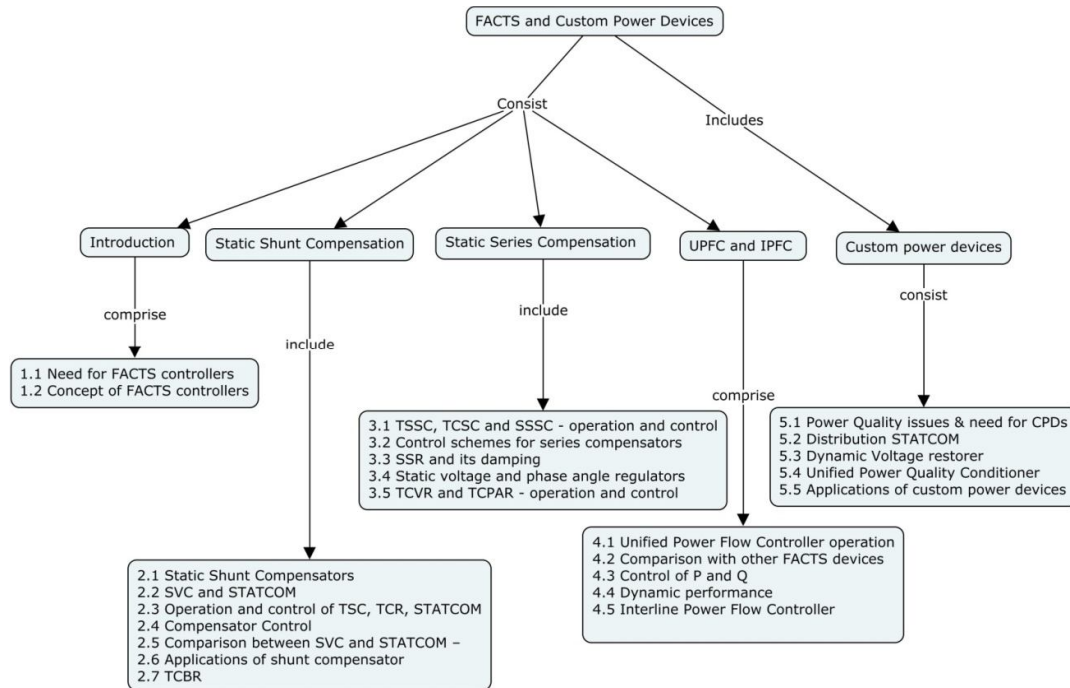 FACTS and Custom Power Devices
Consist
Includes
Introduction
Static Shunt Compensation
Static Series Compensation
UPFC and IPFC
Custom power devices
comprise
include
include
comprise
consist
1.1 Need for FACTS controllers
1.2 Concept of FACTS controllers
2.1 Static Shunt Compensators
2.2 SVC and STATCOM
2.3 Operation and control of TSC, TCR, STATCOM
2.4 Compensator Control
2.5 Comparison between SVC and STATCOM –
2.6 Applications of shunt compensator
2.7 TCBR
3.1 TSSC, TCSC and SSSC - operation and control
3.2 Control schemes for series compensators
3.3 SSR and its damping
3.4 Static voltage and phase angle regulators
3.5 TCVR and TCPAR - operation and control
4.1 Unified Power Flow Controller operation
4.2 Comparison with other FACTS devices
4.3 Control of P and Q
4.4 Dynamic performance
4.5 Interline Power Flow Controller
5.1 Power Quality issues & need for CPDs
5.2 Distribution STATCOM
5.3 Dynamic Voltage restorer
5.4 Unified Power Quality Conditioner
5.5 Applications of custom power devices